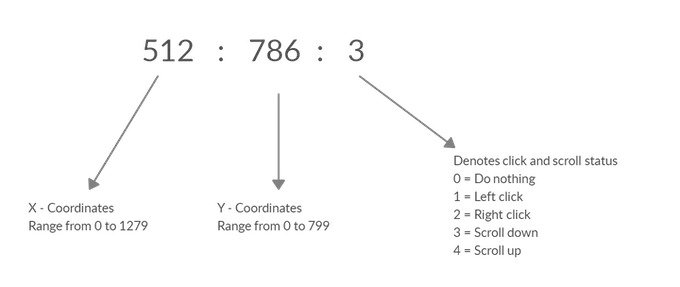 512 : 786 : 3
X - Coordinates
Range from 0 to 1279
Y - Coordinates
Range from 0 to 799
Denotes click and scroll status
0 = Do nothing
1 = Left click
2 = Right click
3 = Scroll down
4 = Scroll up